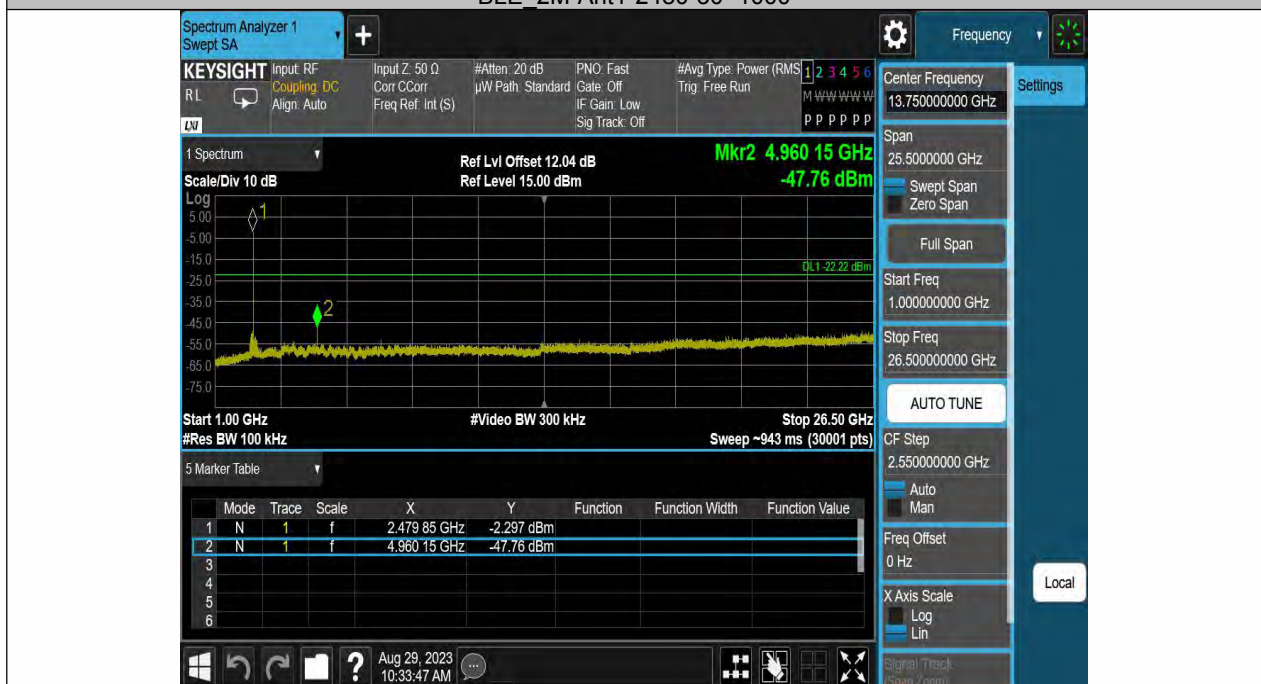 Spectrum Analyzer 1
Swept SA
Frequency
KEYSIGHT
RL
LXI
Input: RF
Coupling: DC
Align: Auto
Input Z: 50 Ω
Corr CCorr
Freq Ref: Int (S)
#Atten: 20 dB
µW Path: Standard
PNO: Fast
Gate: Off
IF Gain: Low
Sig Track: Off
#Avg Type: Power (RMS
Trig: Free Run
1 2 3 4 5 6
M W W W W W
P P P P P P
Center Frequency
13.750000000 GHz
Settings
Span
25.5000000 GHz
Swept Span
Zero Span
Full Span
Start Freq
1.000000000 GHz
Stop Freq
26.500000000 GHz
AUTO TUNE
CF Step
2.550000000 GHz
Auto
Man
Freq Offset
0 Hz
X Axis Scale
Log
Lin
Local
1 Spectrum
Scale/Div 10 dB
Ref Lvl Offset 12.04 dB
Ref Level 15.00 dBm
Mkr2 4.960 15 GHz
-47.76 dBm
Log
5.00
-5.00
-15.0
-25.0
-35.0
-45.0
-55.0
-65.0
-75.0
1
2
DL1 -22.22 dBm
Start 1.00 GHz
#Res BW 100 kHz
#Video BW 300 kHz
Stop 26.50 GHz
Sweep ~943 ms (30001 pts)
5 Marker Table
Mode Trace Scale X Y Function Function Width Function Value
1 N 1 f 2.479 85 GHz -2.297 dBm
2 N 1 f 4.960 15 GHz -47.76 dBm
3
4
5
6
Aug 29, 2023
10:33:47 AM